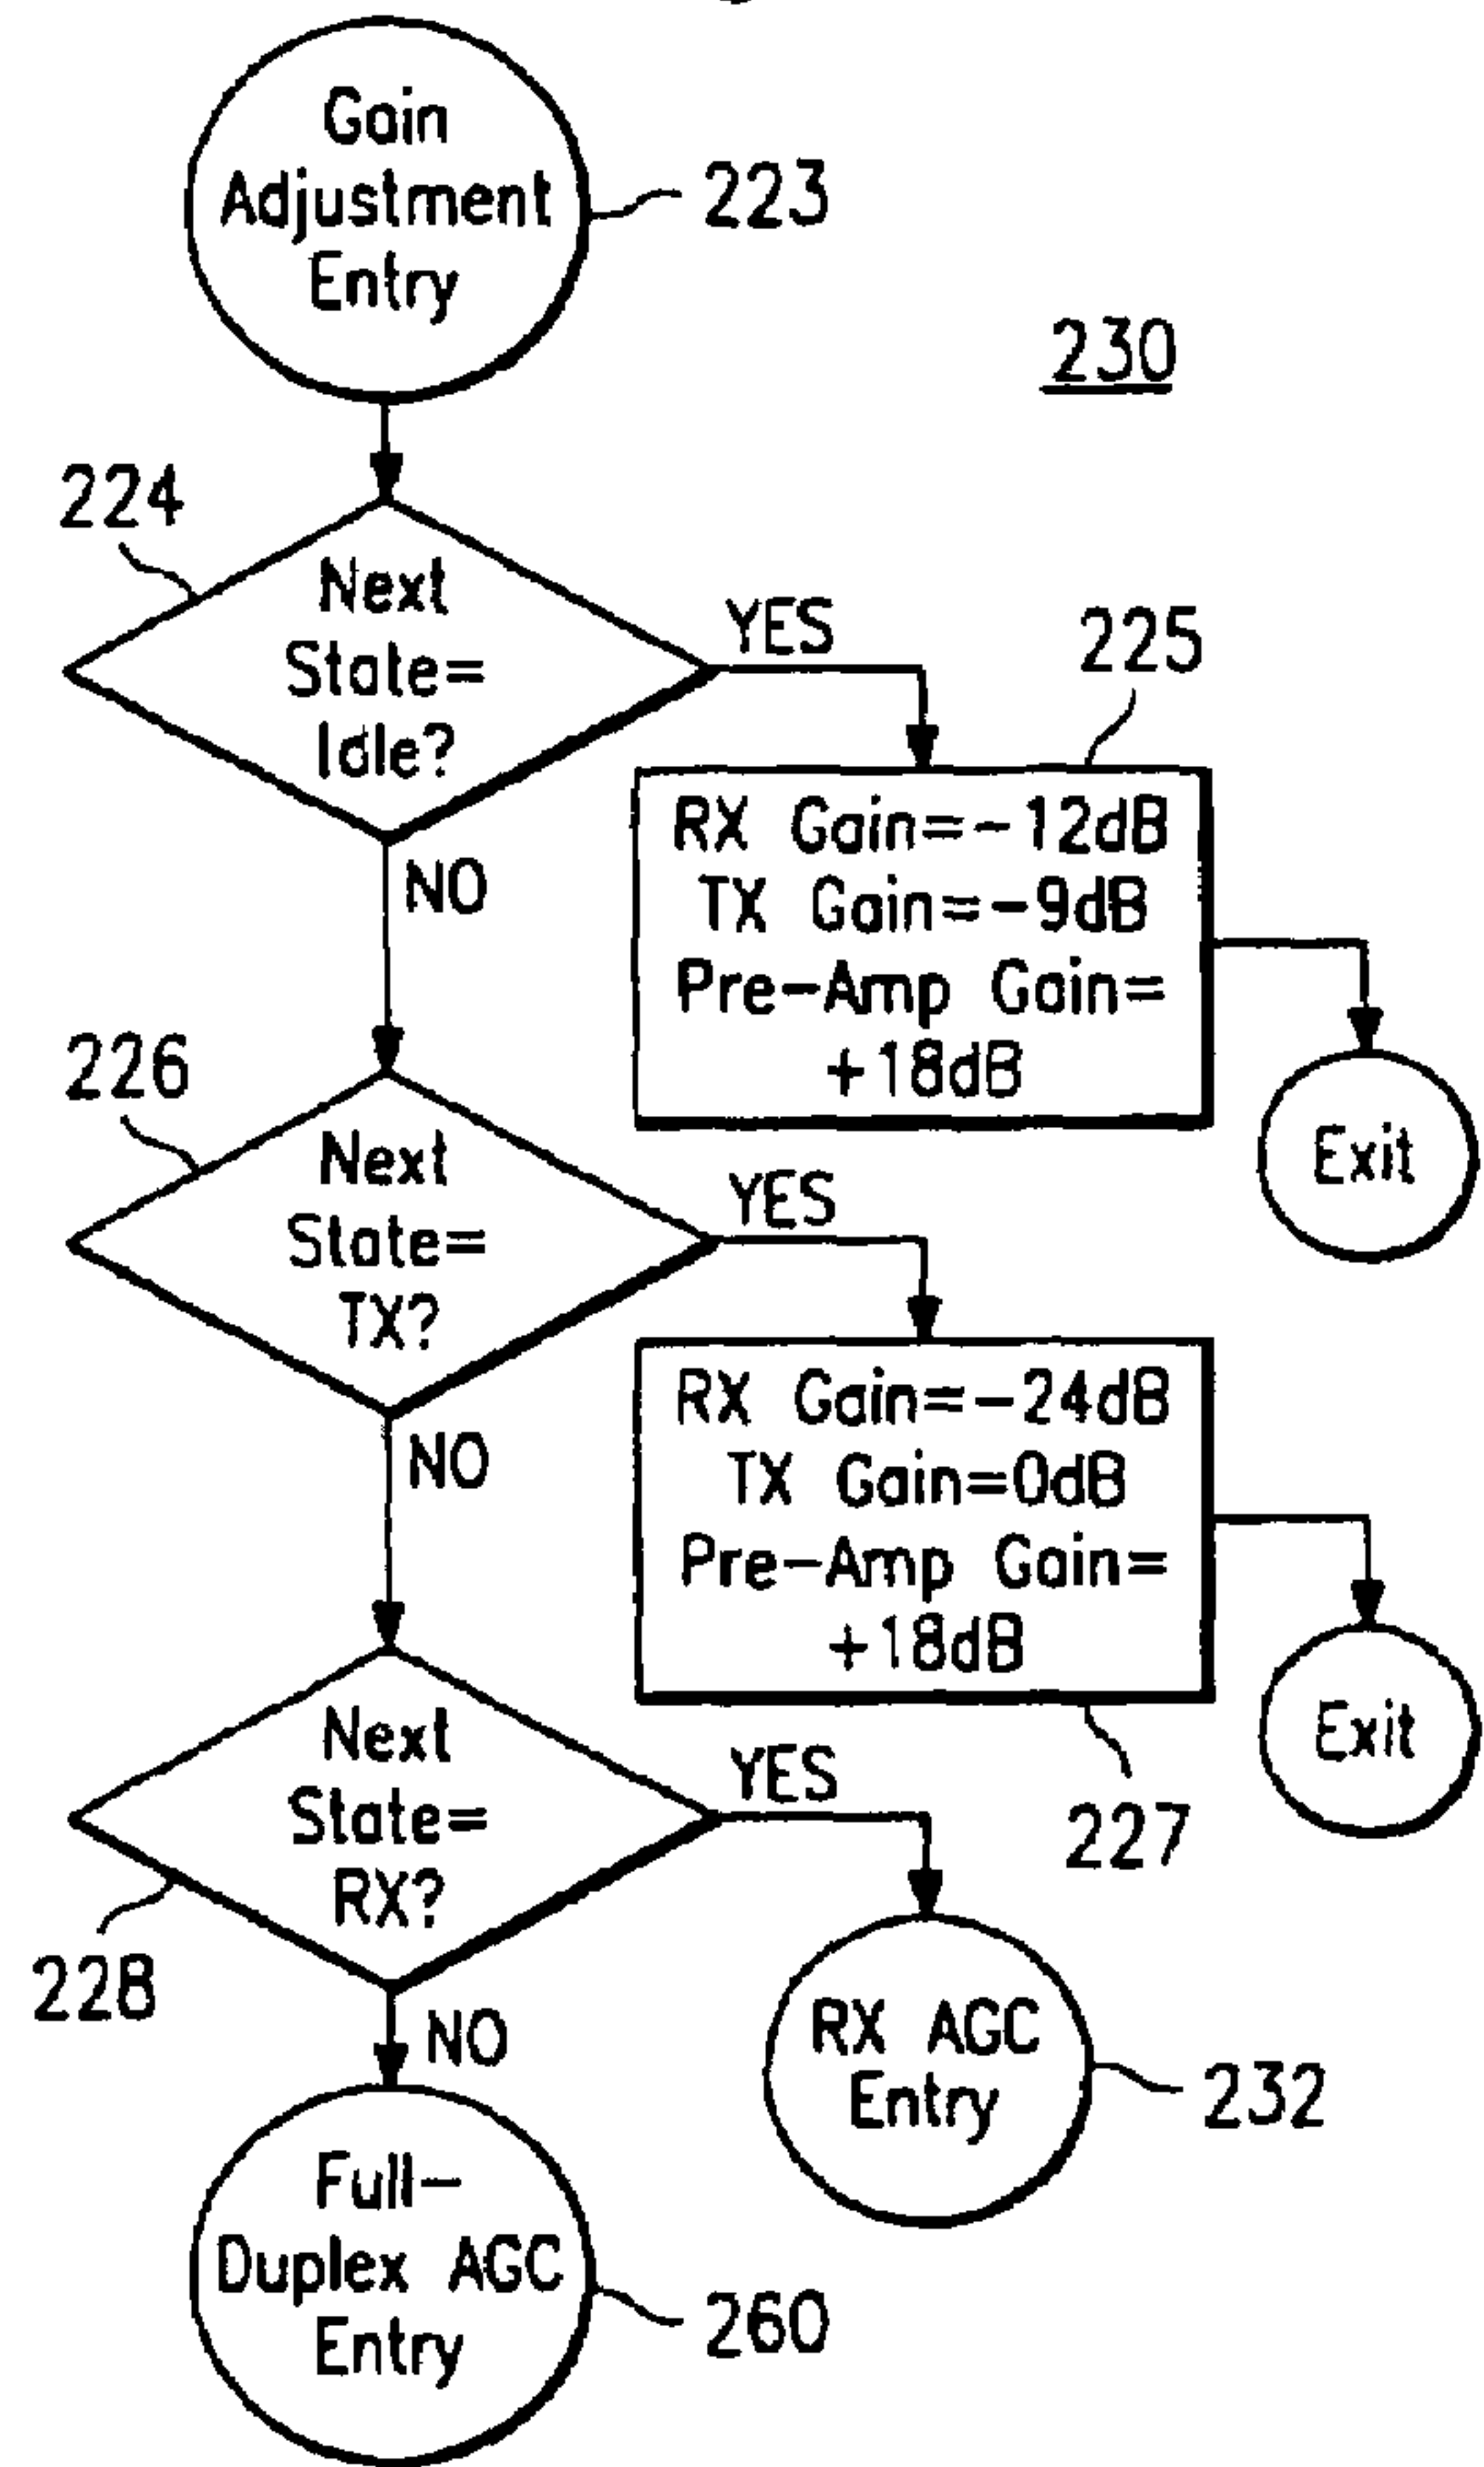 Gain
Adjustment
Entry
223
230
224
Next
State=
Idle?
YES
NO
225
RX Gain=-12dB
TX Gain=-9dB
Pre-Amp Gain=
+18dB
Exit
226
Next
State=
TX?
YES
NO
RX Gain=-24dB
TX Gain=0dB
Pre-Amp Gain=
+18dB
227
Exit
Next
State=
RX?
228
YES
NO
RX AGC
Entry
232
Full-
Duplex AGC
Entry
260